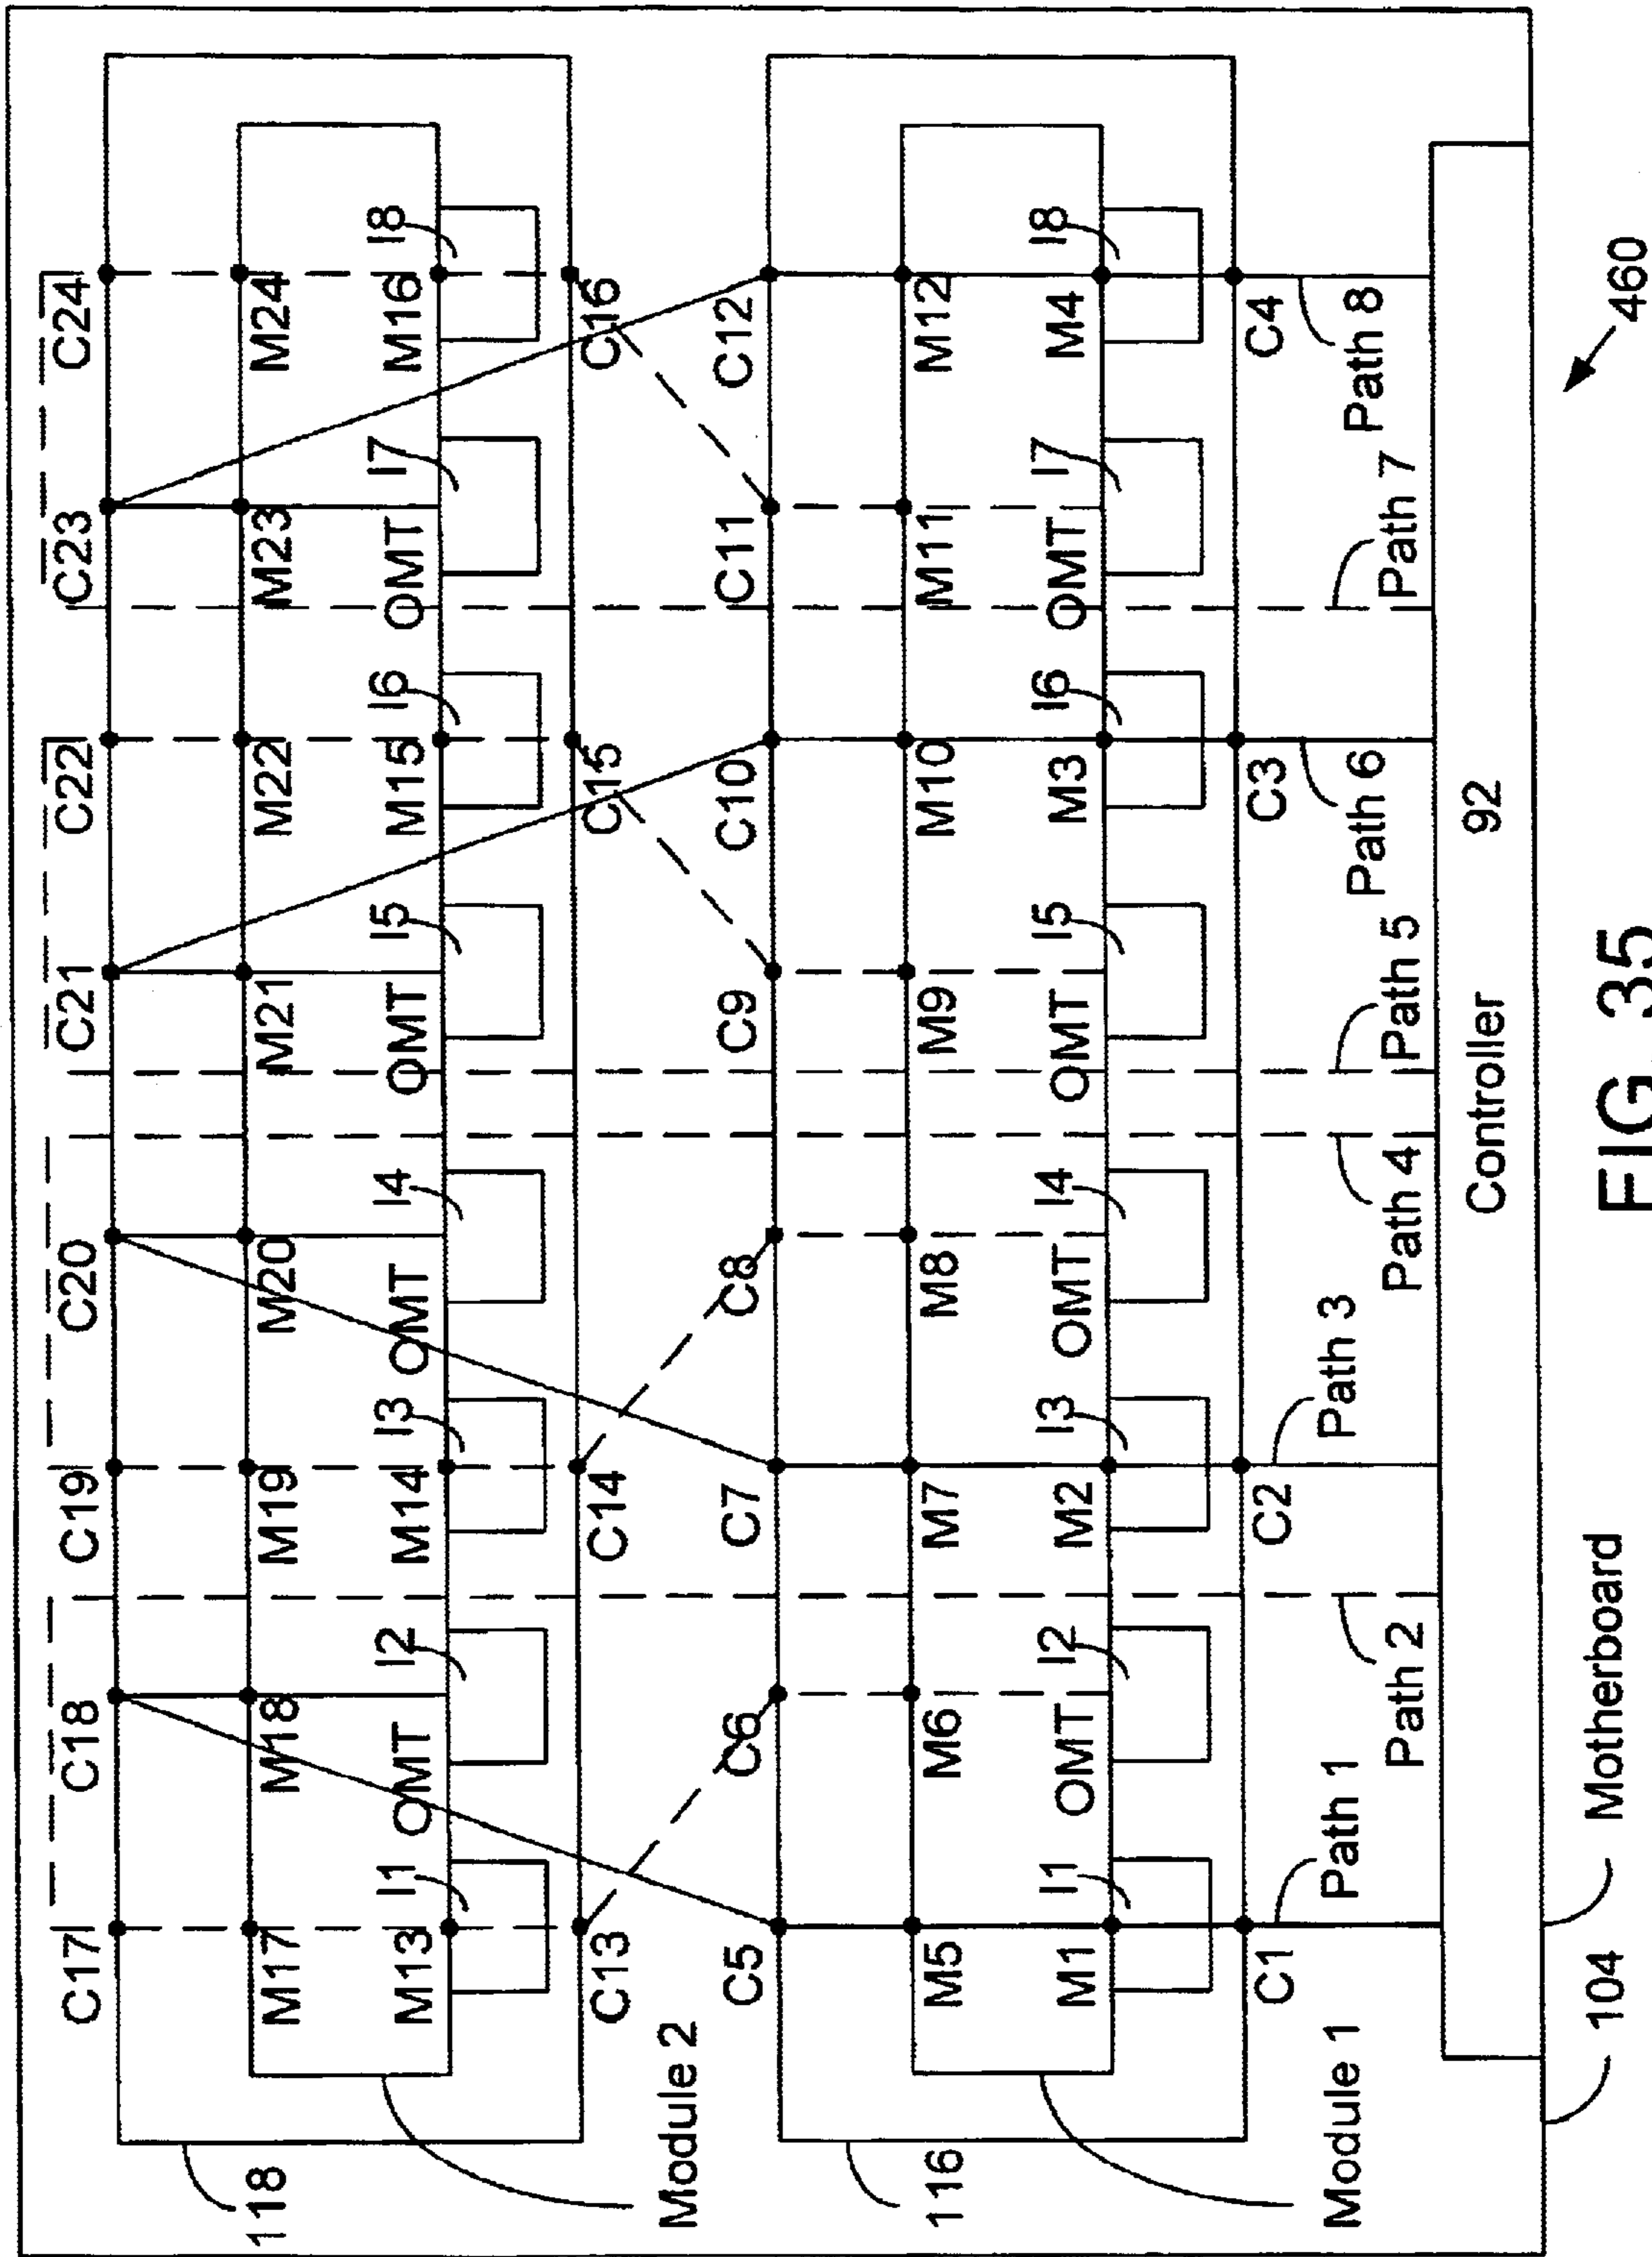 C17
C18
C19
C20
C21
C22
C23
C24
M17
M18
M19
M20
M21
M22
M23
M24
I1
I2
I3
I4
I5
I6
I7
I8
M13
OMT
M14
OMT
OMT
M15
OMT
M16
118
Module 2
C13
C14
C15
C16
C5
C6
C7
C8
C9
C10
C11
C12
M5
M6
M7
M8
M9
M10
M11
M12
I1
I2
I3
I4
I5
I6
I7
I8
M1
OMT
M2
OMT
OMT
M3
OMT
M4
116
Module 1
C1
C2
C3
C4
Path 1
Path 2
Path 3
Path 4
Path 5
Path 6
Path 7
Path 8
Controller 92
104
Motherboard
460
FIG. 35